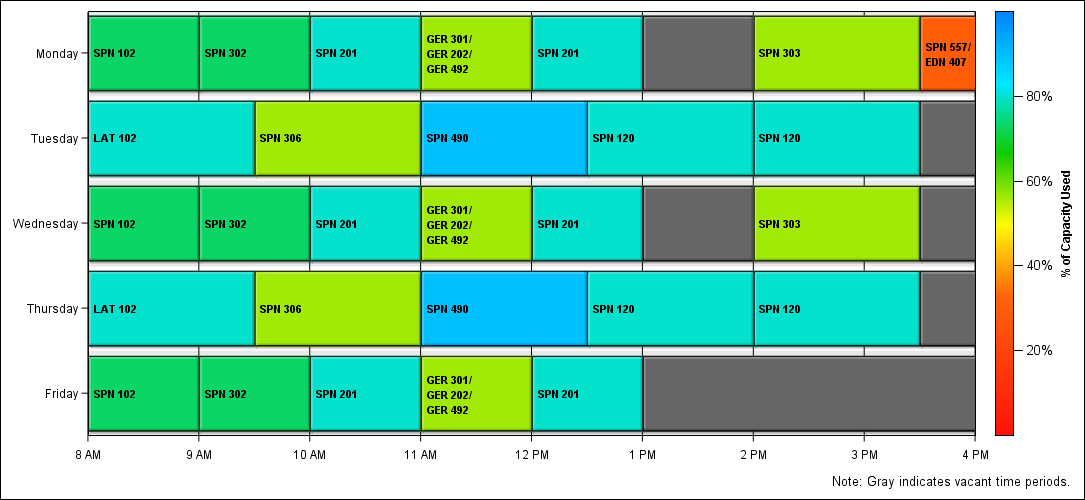 Monday
SPN 102
SPN 302
SPN 201
GER 301/
GER 202/
GER 492
SPN 201
SPN 303
SPN 557/
EDN 407
Tuesday
LAT 102
SPN 306
SPN 490
SPN 120
SPN 120
Wednesday
SPN 102
SPN 302
SPN 201
GER 301/
GER 202/
GER 492
SPN 201
SPN 303
Thursday
LAT 102
SPN 306
SPN 490
SPN 120
SPN 120
Friday
SPN 102
SPN 302
SPN 201
GER 301/
GER 202/
GER 492
SPN 201
8 AM
9 AM
10 AM
11 AM
12 PM
1 PM
2 PM
3 PM
4 PM
80%
60%
40%
20%
% of Capacity Used
Note: Gray indicates vacant time periods.